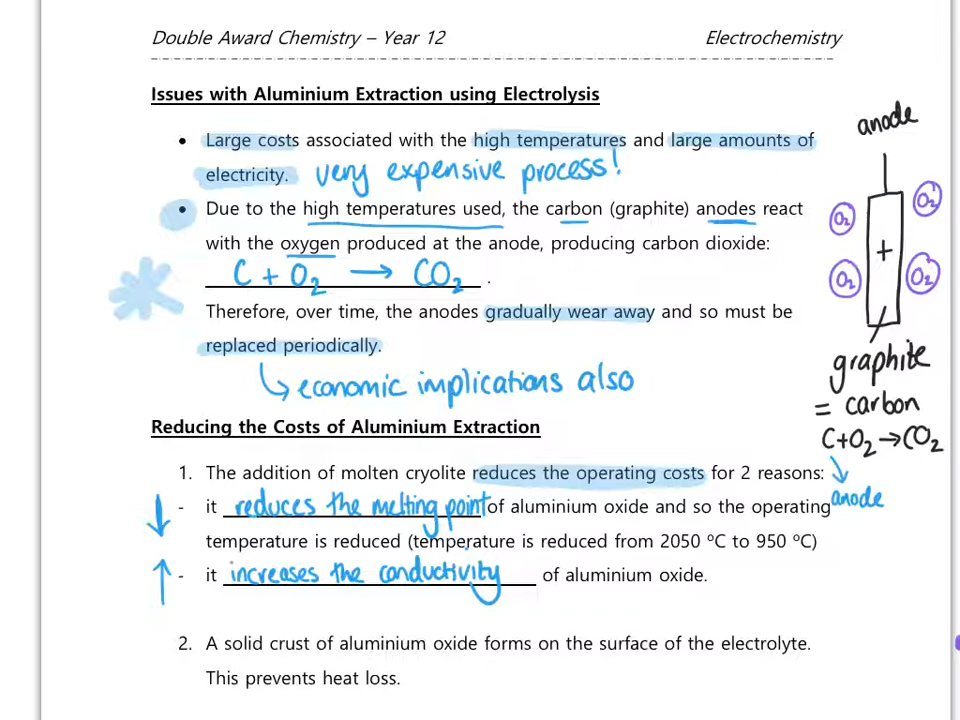 Double Award Chemistry – Year 12 Electrochemistry
Issues with Aluminium Extraction using Electrolysis
• Large costs associated with the high temperatures and large amounts of
electricity. very expensive process!
• Due to the high temperatures used, the carbon (graphite) anodes react
with the oxygen produced at the anode, producing carbon dioxide:
C + O₂ → CO₂ .
Therefore, over time, the anodes gradually wear away and so must be
replaced periodically.
↳ economic implications also
Reducing the Costs of Aluminium Extraction
1. The addition of molten cryolite reduces the operating costs for 2 reasons:
↓ - it reduces the melting point of aluminium oxide and so the operating
temperature is reduced (temperature is reduced from 2050 °C to 950 °C)
↑ - it increases the conductivity of aluminium oxide.
2. A solid crust of aluminium oxide forms on the surface of the electrolyte.
This prevents heat loss.
anode
O₂ O₂
+
O₂ O₂
graphite
= carbon
C+O₂→CO₂
↓
anode